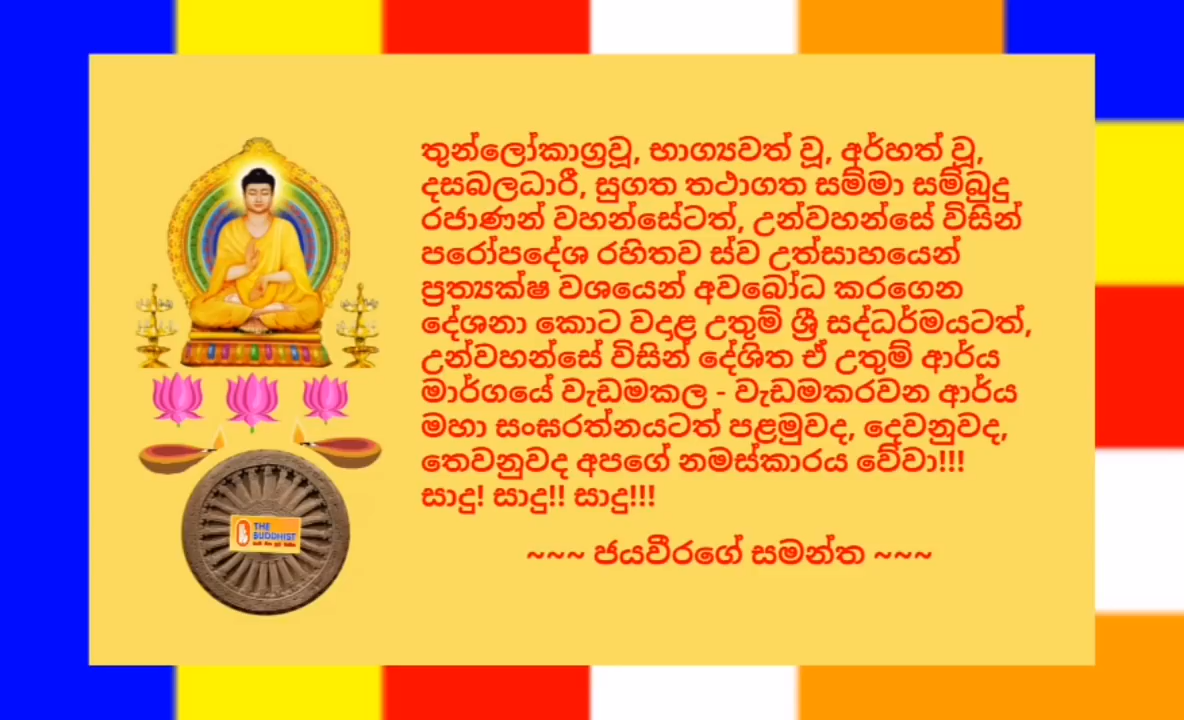 තුන්ලෝකාග්‍රවූ, භාග්‍යවත් වූ, අර්හත් වූ,
දසබලධාරී, සුගත තථාගත සම්මා සම්බුදු
රජාණන් වහන්සේටත්, උන්වහන්සේ විසින්
පරෝපදේශ රහිතව ස්ව උත්සාහයෙන්
ප්‍රත්‍යක්ෂ වශයෙන් අවබෝධ කරගෙන
දේශනා කොට වදාළ උතුම් ශ්‍රී සද්ධර්මයටත්,
උන්වහන්සේ විසින් දේශිත ඒ උතුම් ආර්ය
මාර්ගයේ වැඩමකල - වැඩමකරවන ආර්ය
මහා සංඝරත්නයටත් පළමුවද, දෙවනුවද,
තෙවනුවද අපගේ නමස්කාරය වේවා!!!
සාදු! සාදු!! සාදු!!!
~~~ ජයවීරගේ සමන්ත ~~~
THE
BUDDHIST